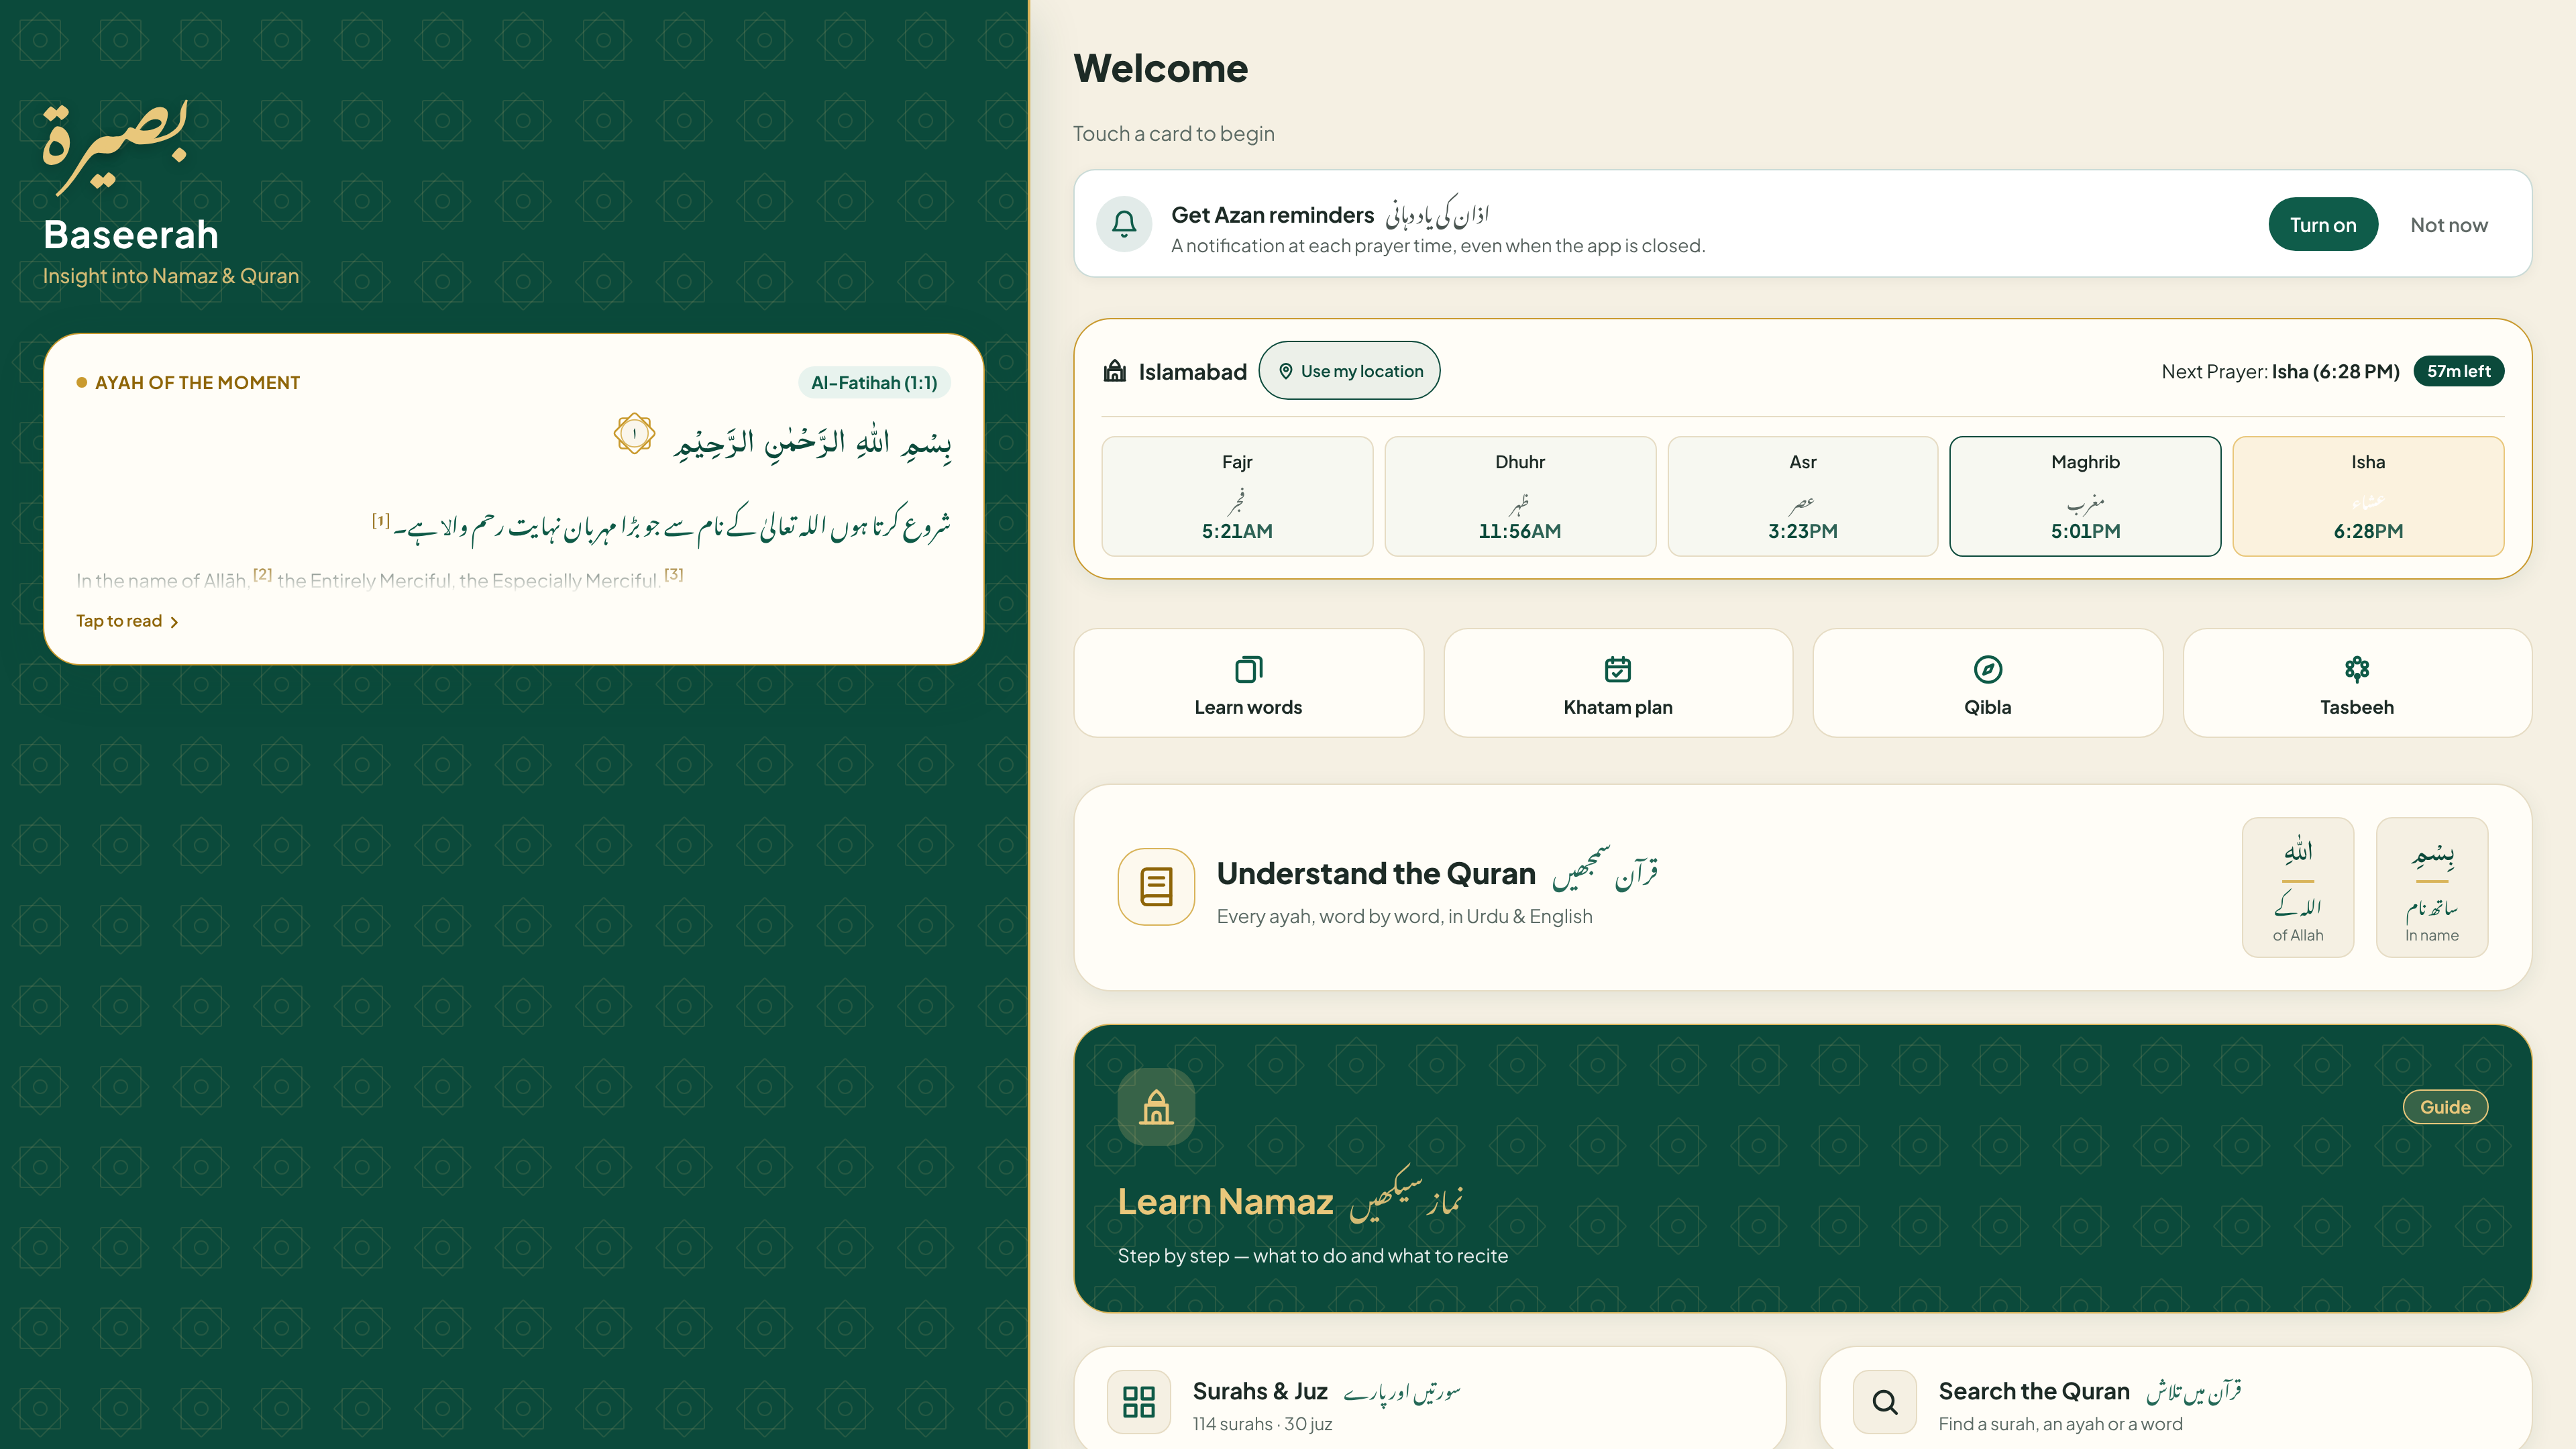 بصيرة
Baseerah
Insight into Namaz & Quran
AYAH OF THE MOMENT
Al-Fatihah (1:1)
بِسْمِ اللّٰهِ الرَّحْمٰنِ الرَّحِيْمِ ١
شروع کرتا ہوں اللہ تعالیٰ کے نام سے جو بڑا مہربان نہایت رحم والا ہے۔[1]
In the name of Allāh,[2] the Entirely Merciful, the Especially Merciful.[3]
Tap to read
Welcome
Touch a card to begin
Get Azan reminders اذان کی یاد دہانی
A notification at each prayer time, even when the app is closed.
Turn on
Not now
Islamabad
Use my location
Next Prayer: Isha (6:28 PM)
57m left
Fajr
فجر
5:21AM
Dhuhr
ظہر
11:56AM
Asr
عصر
3:23PM
Maghrib
مغرب
5:01PM
Isha
عشاء
6:28PM
Learn words
Khatam plan
Qibla
Tasbeeh
Understand the Quran قرآن سمجھیں
Every ayah, word by word, in Urdu & English
بِسْمِ
ساتھ نام
In name
اللّٰهِ
اللہ کے
of Allah
Guide
Learn Namaz نماز سیکھیں
Step by step — what to do and what to recite
Surahs & Juz سورتیں اور پارے
114 surahs · 30 juz
Search the Quran قرآن میں تلاش
Find a surah, an ayah or a word